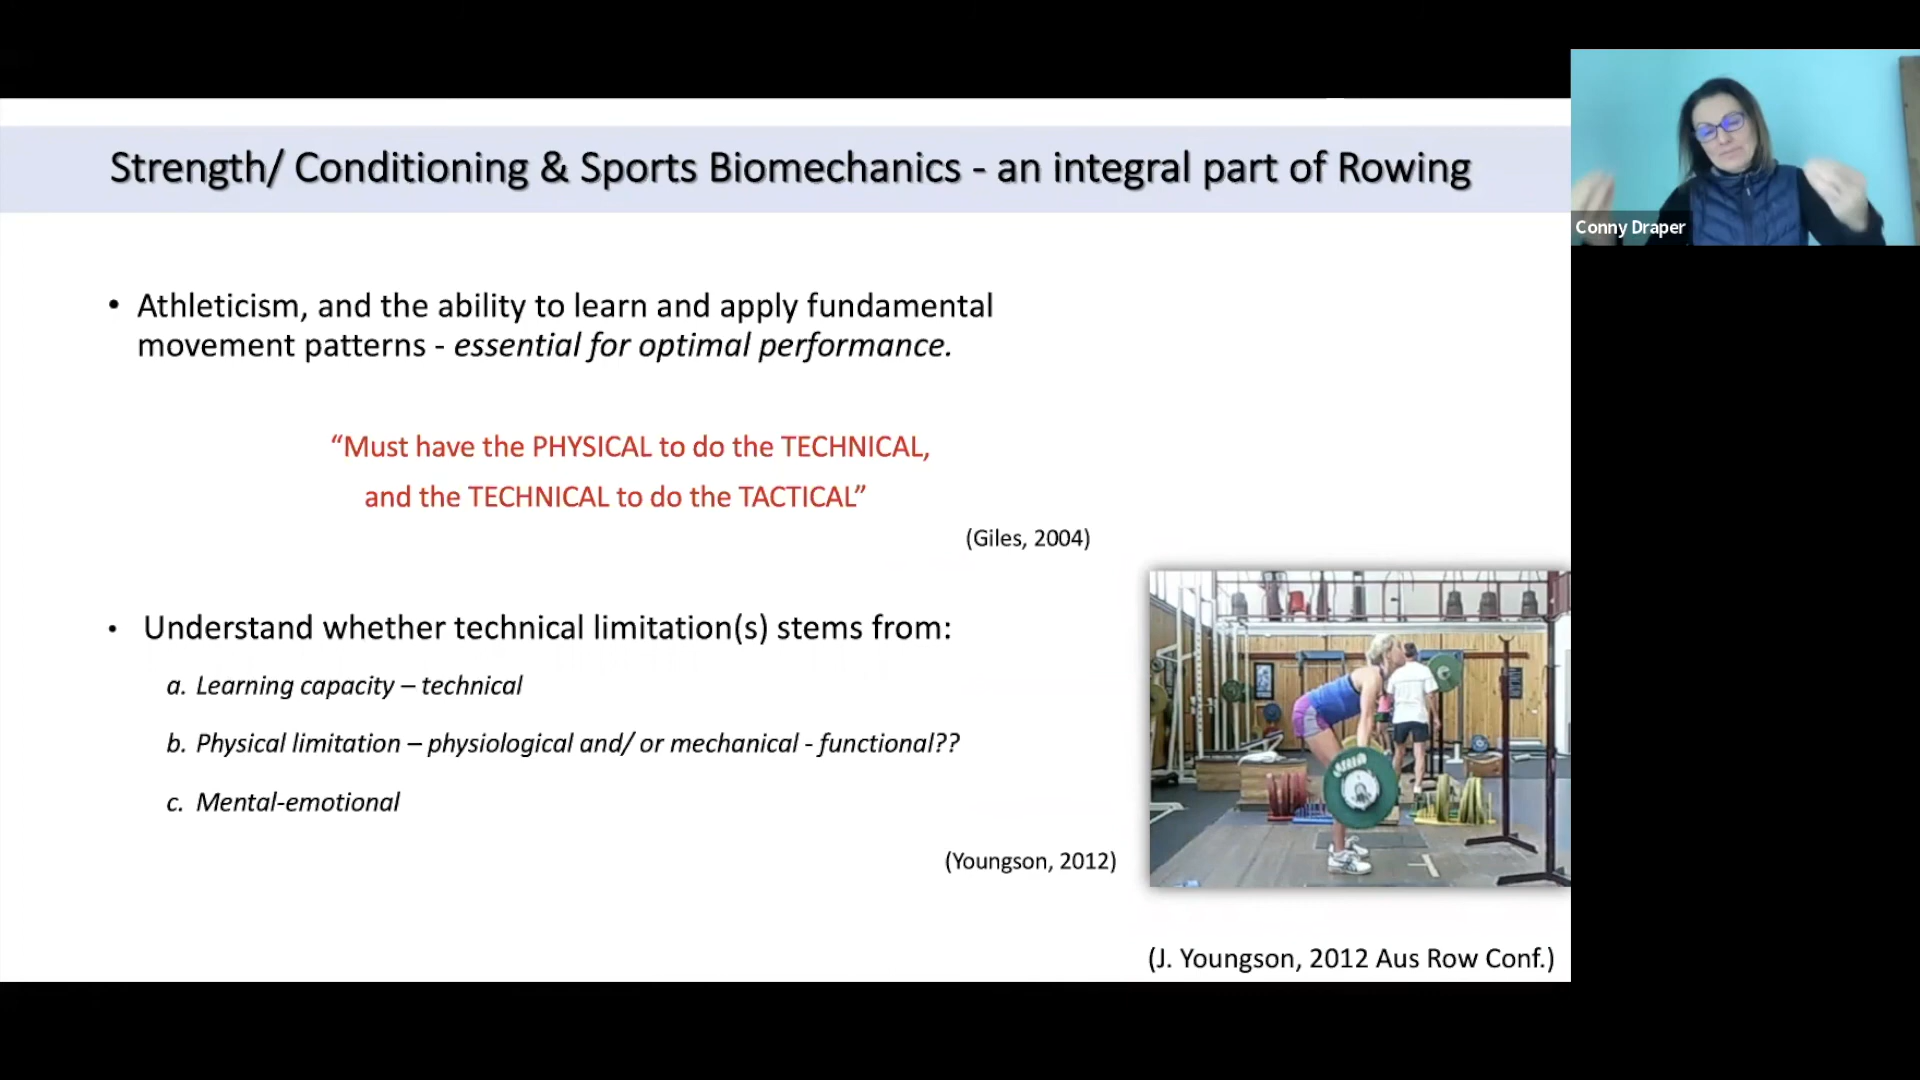 Strength/ Conditioning & Sports Biomechanics - an integral part of Rowing
Conny Draper
• Athleticism, and the ability to learn and apply fundamental
movement patterns - essential for optimal performance.
“Must have the PHYSICAL to do the TECHNICAL,
and the TECHNICAL to do the TACTICAL”
(Giles, 2004)
• Understand whether technical limitation(s) stems from:
a. Learning capacity – technical
b. Physical limitation – physiological and/ or mechanical - functional??
c. Mental-emotional
(Youngson, 2012)
(J. Youngson, 2012 Aus Row Conf.)